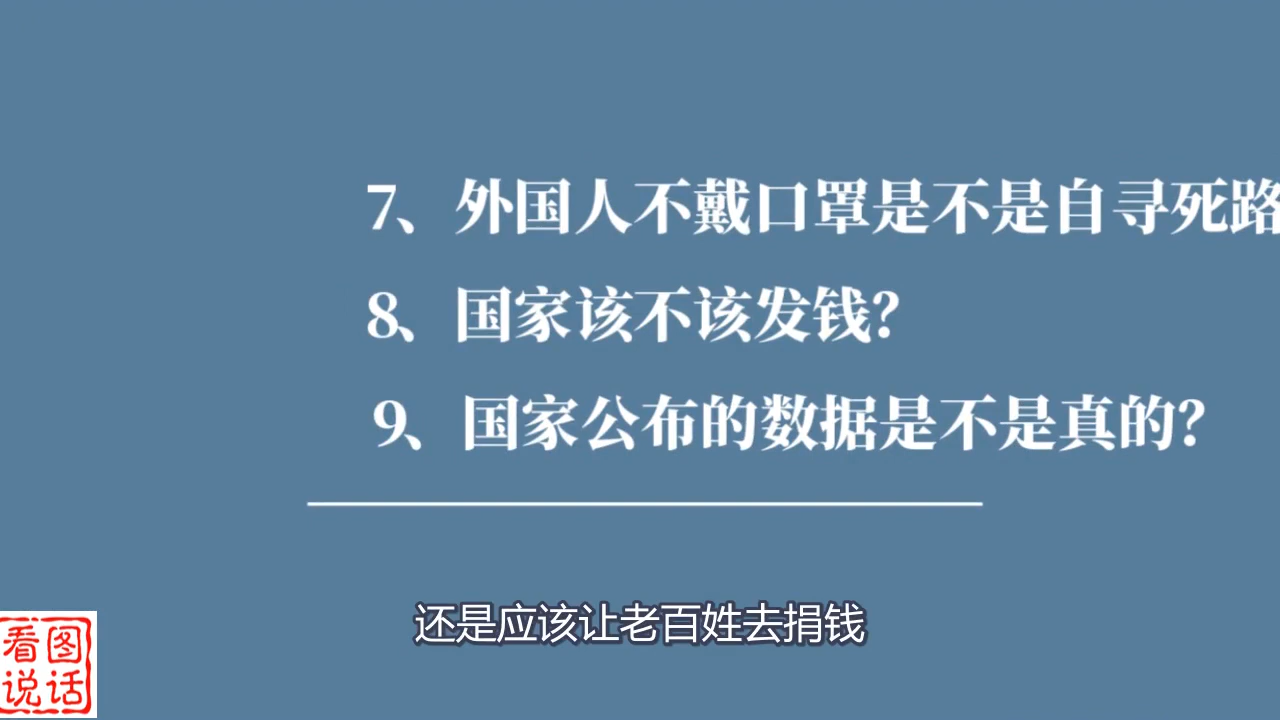 7、外国人不戴口罩是不是自寻死路
8、国家该不该发钱？
9、国家公布的数据是不是真的？
还是应该让老百姓去捐钱
看图
说话